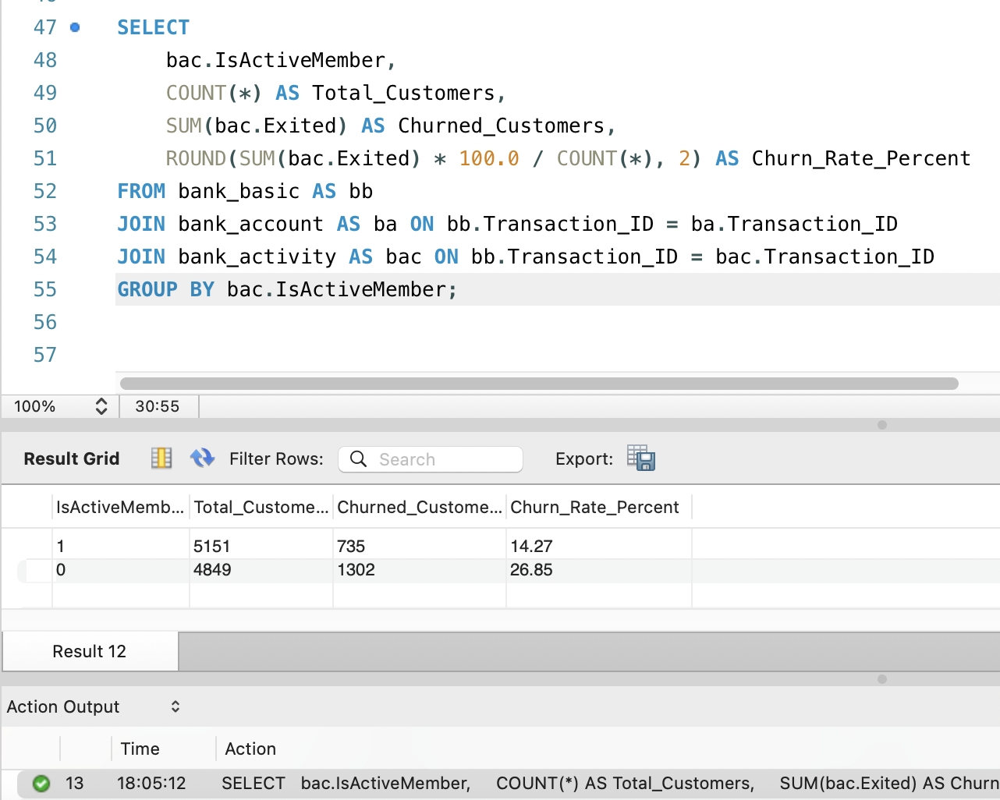 47 SELECT
48 bac.IsActiveMember,
49 COUNT(*) AS Total_Customers,
50 SUM(bac.Exited) AS Churned_Customers,
51 ROUND(SUM(bac.Exited) * 100.0 / COUNT(*), 2) AS Churn_Rate_Percent
52 FROM bank_basic AS bb
53 JOIN bank_account AS ba ON bb.Transaction_ID = ba.Transaction_ID
54 JOIN bank_activity AS bac ON bb.Transaction_ID = bac.Transaction_ID
55 GROUP BY bac.IsActiveMember;
56
57
100% 30:55
Result Grid Filter Rows: Search Export:
IsActiveMemb... Total_Custome... Churned_Custome... Churn_Rate_Percent
1 5151 735 14.27
0 4849 1302 26.85
Result 12
Action Output
Time Action
13 18:05:12 SELECT bac.IsActiveMember, COUNT(*) AS Total_Customers, SUM(bac.Exited) AS Churn